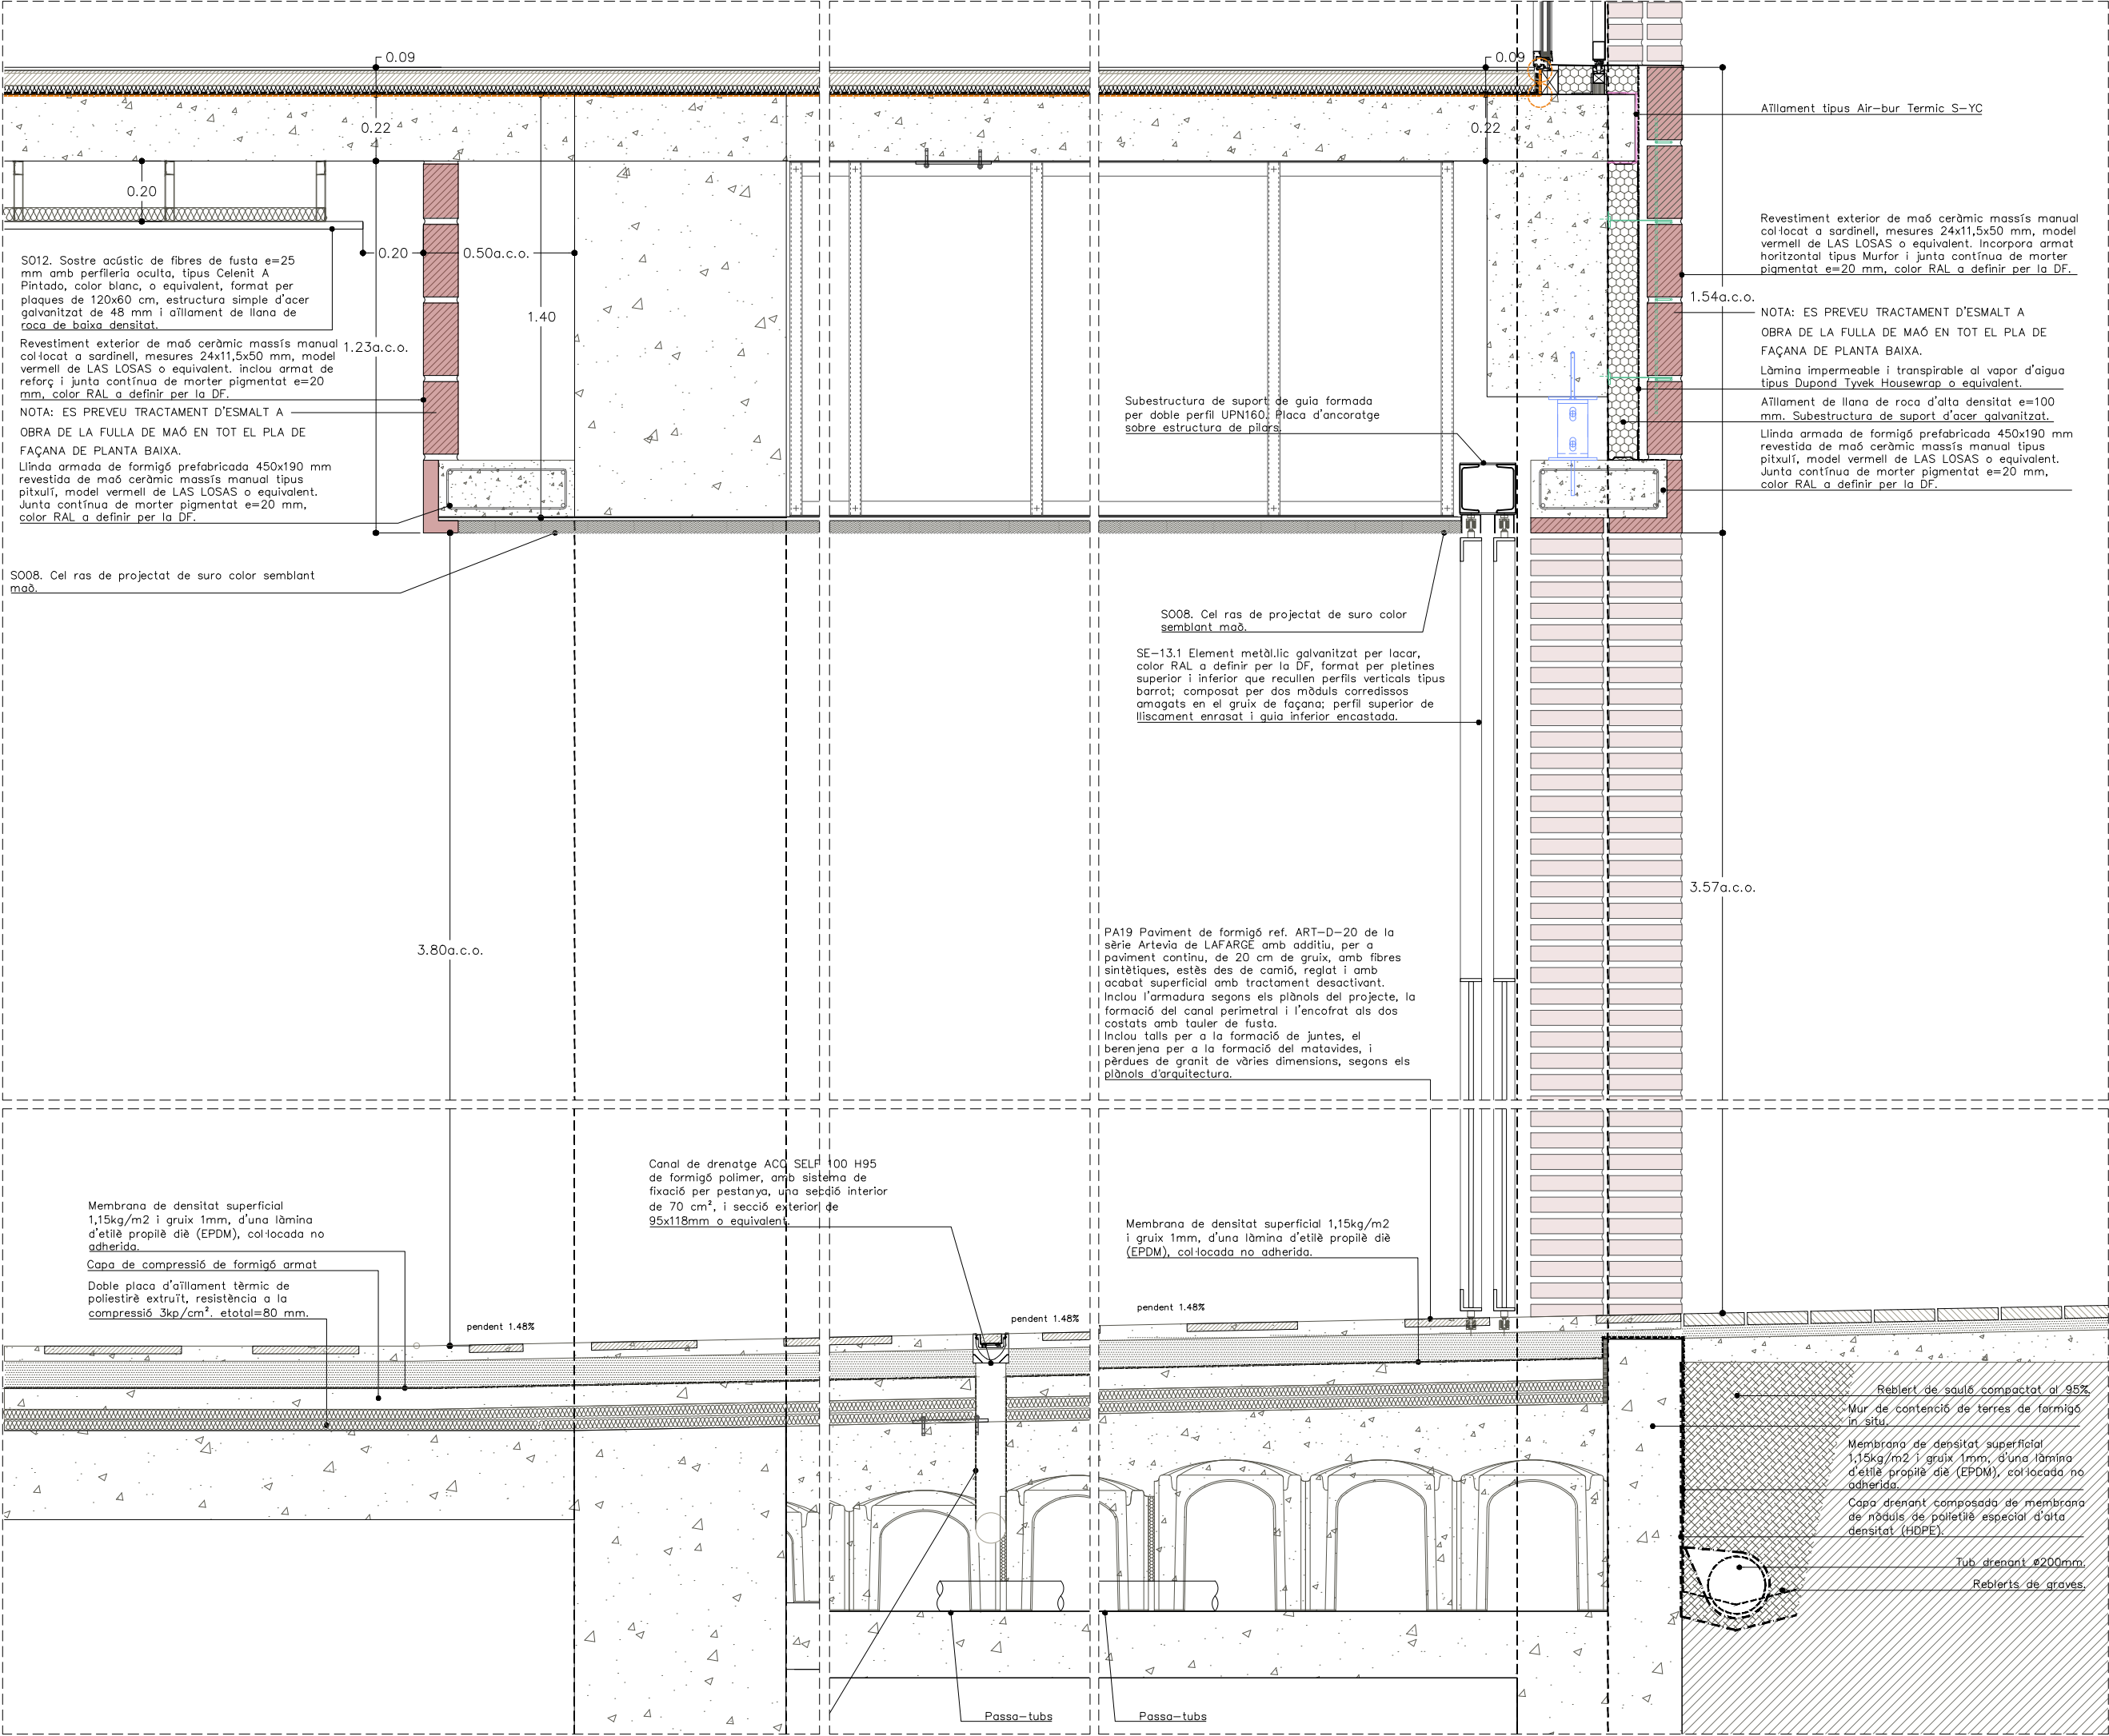 0.09
0.22
0.20
0.20
0.50a.c.o.
1.40
1.23a.c.o.
S012. Sostre acústic de fibres de fusta e=25
mm amb perfileria oculta, tipus Celenit A
Pintado, color blanc, o equivalent, format per
plaques de 120x60 cm, estructura simple d'acer
galvanitzat de 48 mm i aïllament de llana de
roca de baixa densitat.
Revestiment exterior de maó ceràmic massís manual
col·locat a sardinell, mesures 24x11,5x50 mm, model
vermell de LAS LOSAS o equivalent. inclou armat de
reforç i junta contínua de morter pigmentat e=20
mm, color RAL a definir per la DF.
NOTA: ES PREVEU TRACTAMENT D'ESMALT A
OBRA DE LA FULLA DE MAÓ EN TOT EL PLA DE
FAÇANA DE PLANTA BAIXA.
Llinda armada de formigó prefabricada 450x190 mm
revestida de maó ceràmic massís manual tipus
pitxulí, model vermell de LAS LOSAS o equivalent.
Junta contínua de morter pigmentat e=20 mm,
color RAL a definir per la DF.
S008. Cel ras de projectat de suro color semblant
maò.
3.80a.c.o.
0.09
0.22
Aïllament tipus Air-bur Termic S-YC
Revestiment exterior de maó ceràmic massís manual
col·locat a sardinell, mesures 24x11,5x50 mm, model
vermell de LAS LOSAS o equivalent. Incorpora armat
horitzontal tipus Murfor i junta contínua de morter
pigmentat e=20 mm, color RAL a definir per la DF.
1.54a.c.o.
NOTA: ES PREVEU TRACTAMENT D'ESMALT A
OBRA DE LA FULLA DE MAÓ EN TOT EL PLA DE
FAÇANA DE PLANTA BAIXA.
Làmina impermeable i transpirable al vapor d'aigua
tipus Dupond Tyvek Housewrap o equivalent.
Aïllament de llana de roca d'alta densitat e=100
mm. Subestructura de suport d'acer galvanitzat.
Llinda armada de formigó prefabricada 450x190 mm
revestida de maó ceràmic massís manual tipus
pitxulí, model vermell de LAS LOSAS o equivalent.
Junta contínua de morter pigmentat e=20 mm,
color RAL a definir per la DF.
Subestructura de suport de guia formada
per doble perfil UPN160. Placa d'ancoratge
sobre estructura de pilars.
S008. Cel ras de projectat de suro color
semblant maò.
SE-13.1 Element metàl.lic galvanitzat per lacar,
color RAL a definir per la DF, format per pletines
superior i inferior que recullen perfils verticals tipus
barrot; composat per dos mòduls corredissos
amagats en el gruix de façana; perfil superior de
lliscament enrasat i guia inferior encastada.
3.57a.c.o.
PA19 Paviment de formigó ref. ART-D-20 de la
sèrie Artevia de LAFARGE amb additiu, per a
paviment continu, de 20 cm de gruix, amb fibres
sintètiques, estès des de camió, reglat i amb
acabat superficial amb tractament desactivant.
Inclou l'armadura segons els plànols del projecte, la
formació del canal perimetral i l'encofrat als dos
costats amb tauler de fusta.
Inclou talls per a la formació de juntes, el
berenjena per a la formació del matavides, i
pèrdues de granit de vàries dimensions, segons els
plànols d'arquitectura.
Canal de drenatge ACO SELF 100 H95
de formigó polimer, amb sistema de
fixació per pestanya, una secció interior
de 70 cm², i secció exterior de
95x118mm o equivalent.
Membrana de densitat superficial
1,15kg/m2 i gruix 1mm, d'una làmina
d'etilè propilè diè (EPDM), col·locada no
adherida.
Capa de compressió de formigó armat
Doble placa d'aïllament tèrmic de
poliestirè extruït, resistència a la
compressió 3kp/cm². etotal=80 mm.
Membrana de densitat superficial 1,15kg/m2
i gruix 1mm, d'una làmina d'etilè propilè diè
(EPDM), col·locada no adherida.
pendent 1.48%
pendent 1.48%
pendent 1.48%
Reblert de sauló compactat al 95%.
Mur de contenció de terres de formigó
in situ.
Membrana de densitat superficial
1,15kg/m2 i gruix 1mm, d'una làmina
d'etilè propilè diè (EPDM), col·locada no
adherida.
Capa drenant composada de membrana
de nòduls de polietilè especial d'alta
densitat (HDPE).
Tub drenant ø200mm.
Reblerts de graves.
Passa-tubs
Passa-tubs